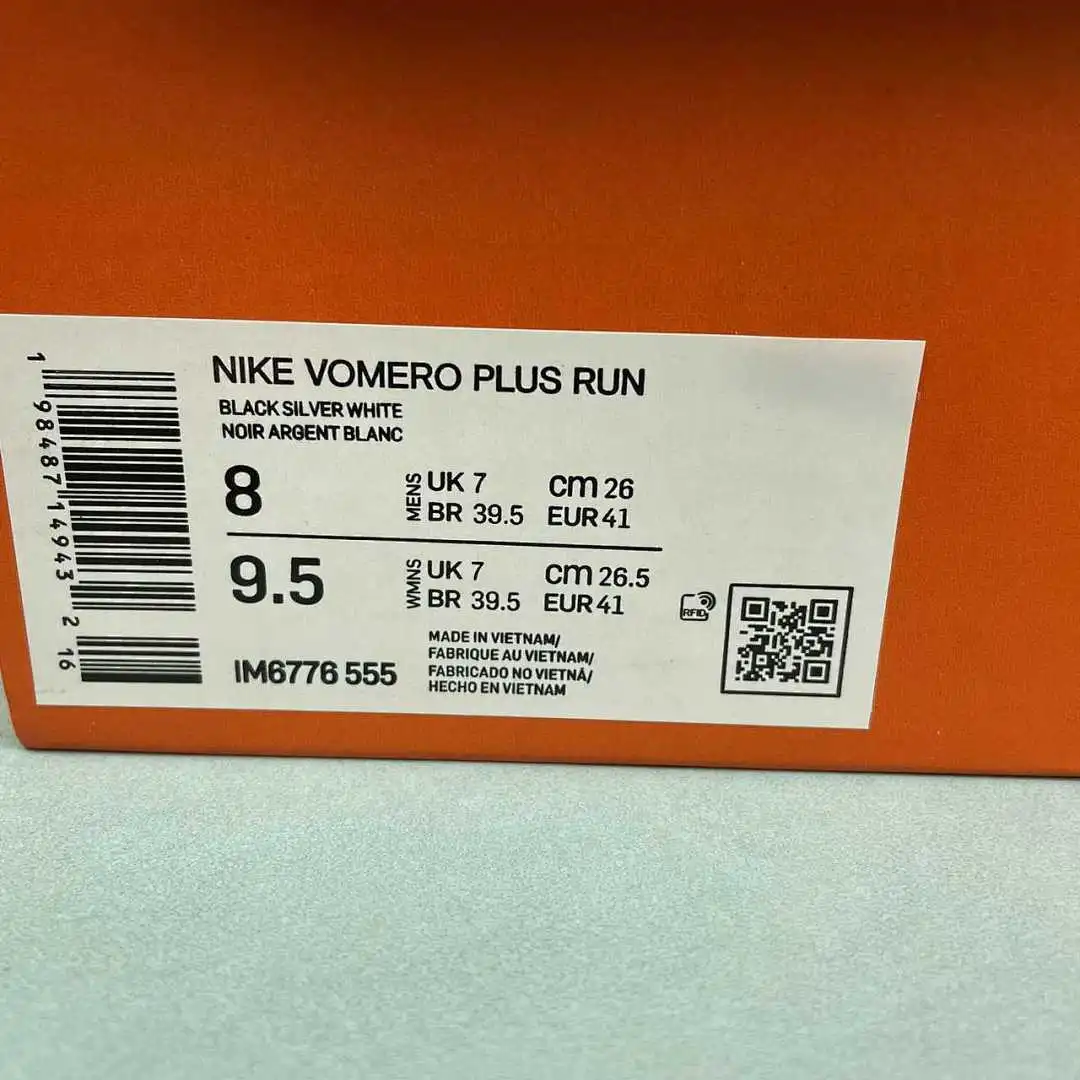 NIKE VOMERO PLUS RUN
BLACK SILVER WHITE
NOIR ARGENT BLANC
8
MENS
UK 7
cm 26
BR 39.5
EUR 41
9.5
WMNS
UK 7
cm 26.5
BR 39.5
EUR 41
RFID
IM6776 555
MADE IN VIETNAM/
FABRIQUE AU VIETNAM/
FABRICADO NO VIETNÃ/
HECHO EN VIETNAM
1 98487 14943 2 16